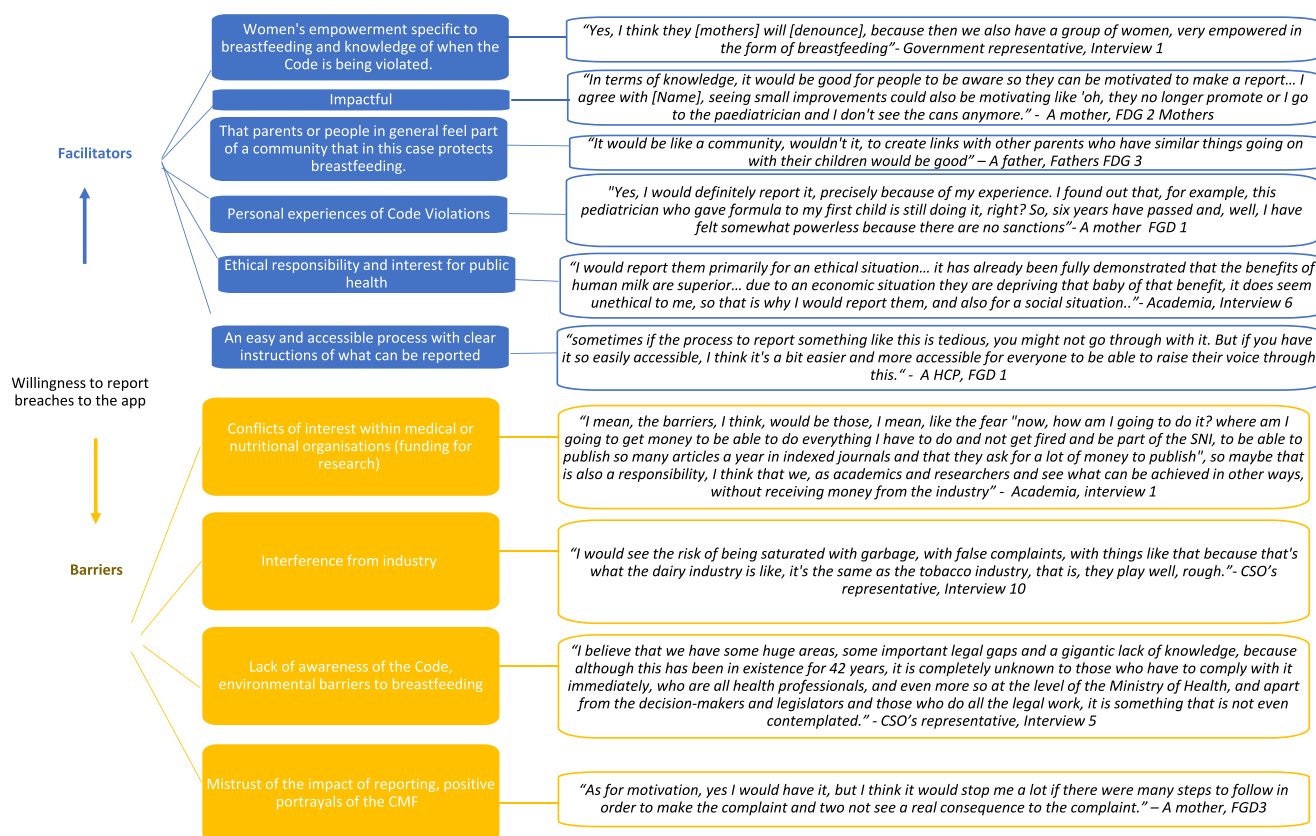 Women's empowerment specific to
breastfeeding and knowledge of when the
Code is being violated.
“Yes, I think they [mothers] will [denounce], because then we also have a group of women, very empowered in
the form of breastfeeding”- Government representative, Interview 1
Impactful
“In terms of knowledge, it would be good for people to be aware so they can be motivated to make a report… I
agree with [Name], seeing small improvements could also be motivating like 'oh, they no longer promote or I go
to the paediatrician and I don't see the cans anymore.” - A mother, FDG 2 Mothers
That parents or people in general feel part
of a community that in this case protects
breastfeeding.
“It would be like a community, wouldn't it, to create links with other parents who have similar things going on
with their children would be good” – A father, Fathers FDG 3
Facilitators
Personal experiences of Code Violations
"Yes, I would definitely report it, precisely because of my experience. I found out that, for example, this
pediatrician who gave formula to my first child is still doing it, right? So, six years have passed and, well, I have
felt somewhat powerless because there are no sanctions”- A mother FGD 1
Ethical responsibility and interest for public
health
“I would report them primarily for an ethical situation… it has already been fully demonstrated that the benefits of
human milk are superior… due to an economic situation they are depriving that baby of that benefit, it does seem
unethical to me, so that is why I would report them, and also for a social situation..”- Academia, Interview 6
An easy and accessible process with clear
instructions of what can be reported
“sometimes if the process to report something like this is tedious, you might not go through with it. But if you have
it so easily accessible, I think it's a bit easier and more accessible for everyone to be able to raise their voice through
this.“ - A HCP, FGD 1
Willingness to report
breaches to the app
Conflicts of interest within medical or
nutritional organisations (funding for
research)
“I mean, the barriers, I think, would be those, I mean, like the fear "now, how am I going to do it? where am I
going to get money to be able to do everything I have to do and not get fired and be part of the SNI, to be able to
publish so many articles a year in indexed journals and that they ask for a lot of money to publish", so maybe that
is also a responsibility, I think that we, as academics and researchers and see what can be achieved in other ways,
without receiving money from the industry” - Academia, interview 1
Barriers
Interference from industry
“I would see the risk of being saturated with garbage, with false complaints, with things like that because that's
what the dairy industry is like, it's the same as the tobacco industry, that is, they play well, rough.”- CSO’s
representative, Interview 10
Lack of awareness of the Code,
environmental barriers to breastfeeding
“I believe that we have some huge areas, some important legal gaps and a gigantic lack of knowledge, because
although this has been in existence for 42 years, it is completely unknown to those who have to comply with it
immediately, who are all health professionals, and even more so at the level of the Ministry of Health, and apart
from the decision-makers and legislators and those who do all the legal work, it is something that is not even
contemplated.” - CSO’s representative, Interview 5
Mistrust of the impact of reporting, positive
portrayals of the CMF
“As for motivation, yes I would have it, but I think it would stop me a lot if there were many steps to follow in
order to make the complaint and two not see a real consequence to the complaint.” – A mother, FGD3